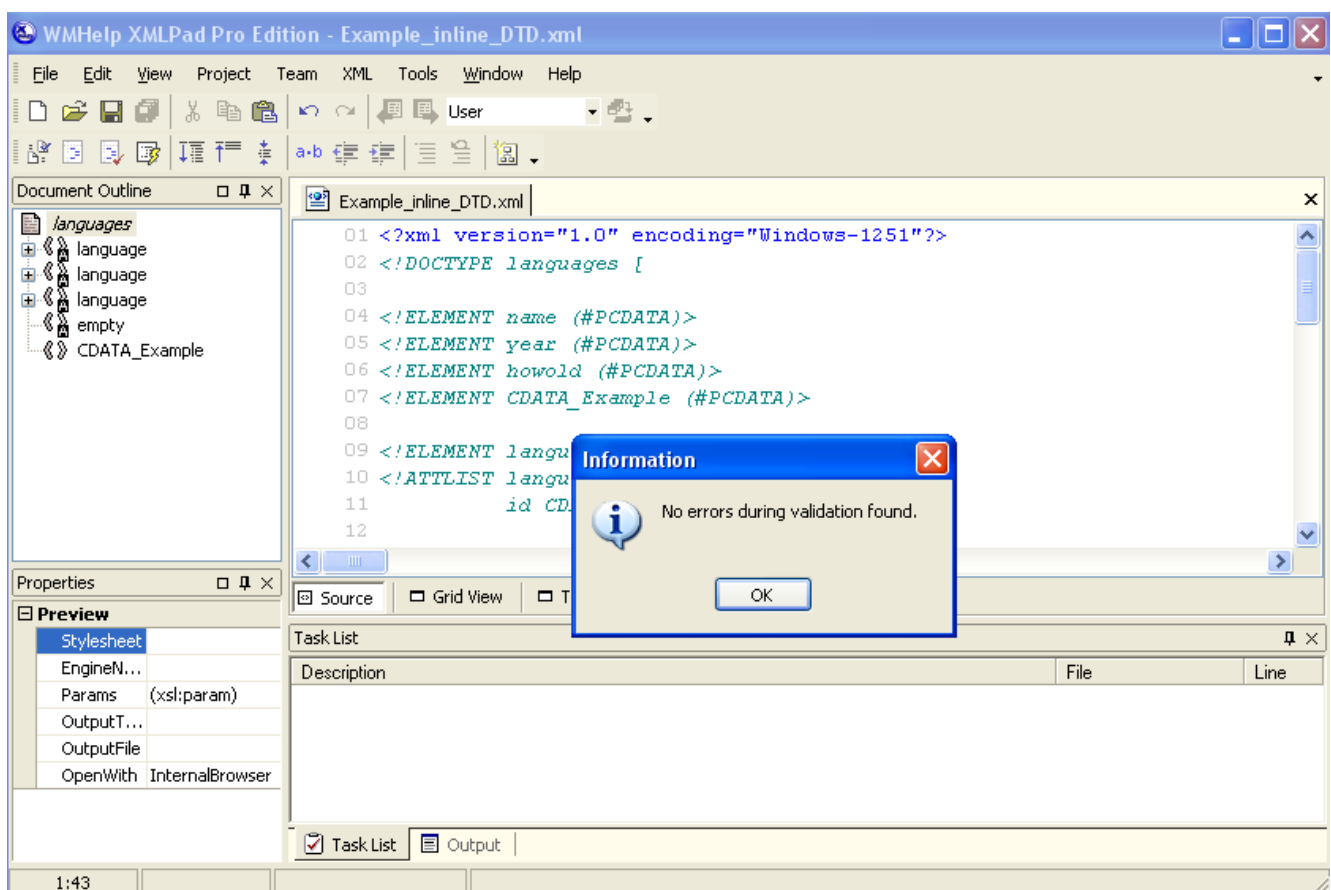 WMHelp XMLPad Pro Edition - Example_inline_DTD.xml
File Edit View Project Team XML Tools Window Help
User
a·b
Document Outline
languages
language
language
language
empty
CDATA_Example
Example_inline_DTD.xml
01 <?xml version="1.0" encoding="Windows-1251"?>
02 <!DOCTYPE languages [
03
04 <!ELEMENT name (#PCDATA)>
05 <!ELEMENT year (#PCDATA)>
06 <!ELEMENT howold (#PCDATA)>
07 <!ELEMENT CDATA_Example (#PCDATA)>
08
09 <!ELEMENT langu
10 <!ATTLIST langu
11 id CD
12
Information
No errors during validation found.
OK
Source Grid View T
Properties
Preview
Stylesheet
EngineN...
Params (xsl:param)
OutputT...
OutputFile
OpenWith InternalBrowser
Task List
Description File Line
Task List Output
1:43